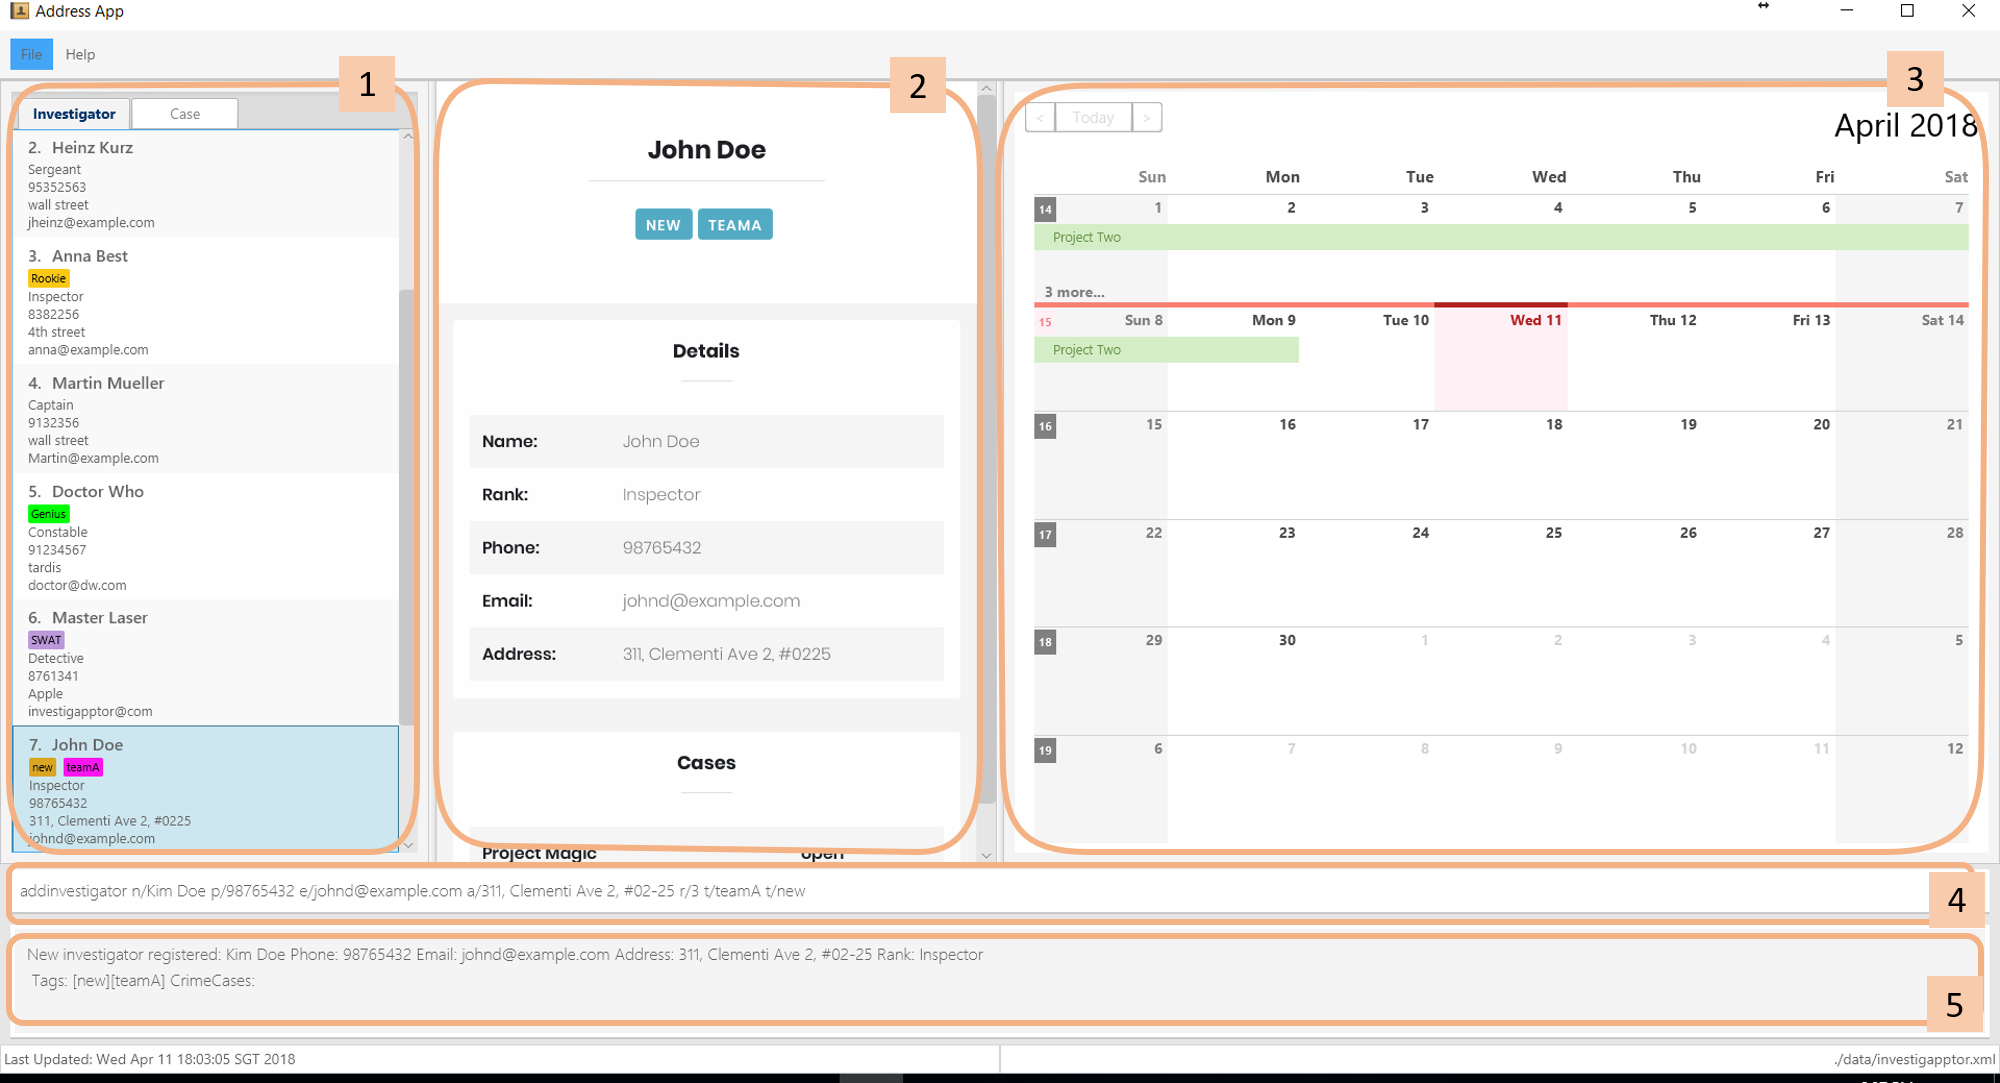 Address App
File Help
1
Investigator Case
2. Heinz Kurz
Sergeant
95352563
wall street
jheinz@example.com
3. Anna Best
Rookie
Inspector
8382256
4th street
anna@example.com
4. Martin Mueller
Captain
9132356
wall street
Martin@example.com
5. Doctor Who
Genius
Constable
91234567
tardis
doctor@dw.com
6. Master Laser
SWAT
Detective
8761341
Apple
investigapptor@com
7. John Doe
new teamA
Inspector
98765432
311, Clementi Ave 2, #0225
johnd@example.com
2
John Doe
NEW TEAMA
Details
Name: John Doe
Rank: Inspector
Phone: 98765432
Email: johnd@example.com
Address: 311, Clementi Ave 2, #0225
Cases
Project Magic open
3
< Today >
April 2018
Sun Mon Tue Wed Thu Fri Sat
14 1 2 3 4 5 6 7
Project Two
3 more...
15 Sun 8 Mon 9 Tue 10 Wed 11 Thu 12 Fri 13 Sat 14
Project Two
16 15 16 17 18 19 20 21
17 22 23 24 25 26 27 28
18 29 30 1 2 3 4 5
19 6 7 8 9 10 11 12
addinvestigator n/Kim Doe p/98765432 e/johnd@example.com a/311, Clementi Ave 2, #02-25 r/3 t/teamA t/new
4
New investigator registered: Kim Doe Phone: 98765432 Email: johnd@example.com Address: 311, Clementi Ave 2, #02-25 Rank: Inspector
Tags: [new][teamA] CrimeCases:
5
Last Updated: Wed Apr 11 18:03:05 SGT 2018
./data/investigapptor.xml